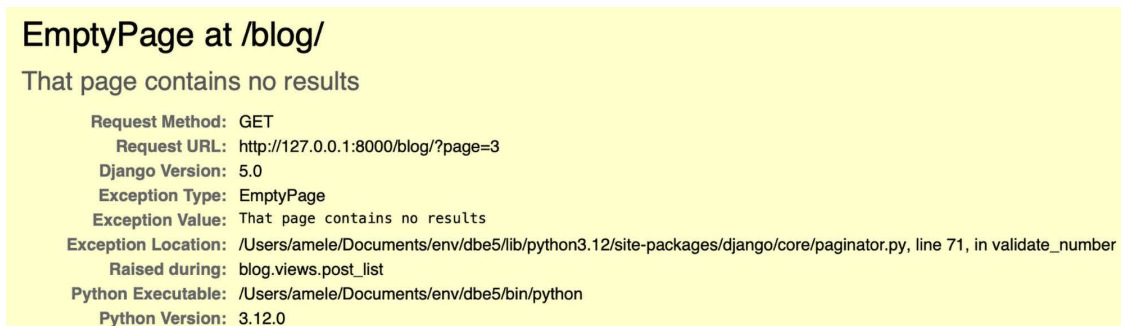 EmptyPage at /blog/
That page contains no results
Request Method: GET
Request URL: http://127.0.0.1:8000/blog/?page=3
Django Version: 5.0
Exception Type: EmptyPage
Exception Value: That page contains no results
Exception Location: /Users/amele/Documents/env/dbe5/lib/python3.12/site-packages/django/core/paginator.py, line 71, in validate_number
Raised during: blog.views.post_list
Python Executable: /Users/amele/Documents/env/dbe5/bin/python
Python Version: 3.12.0